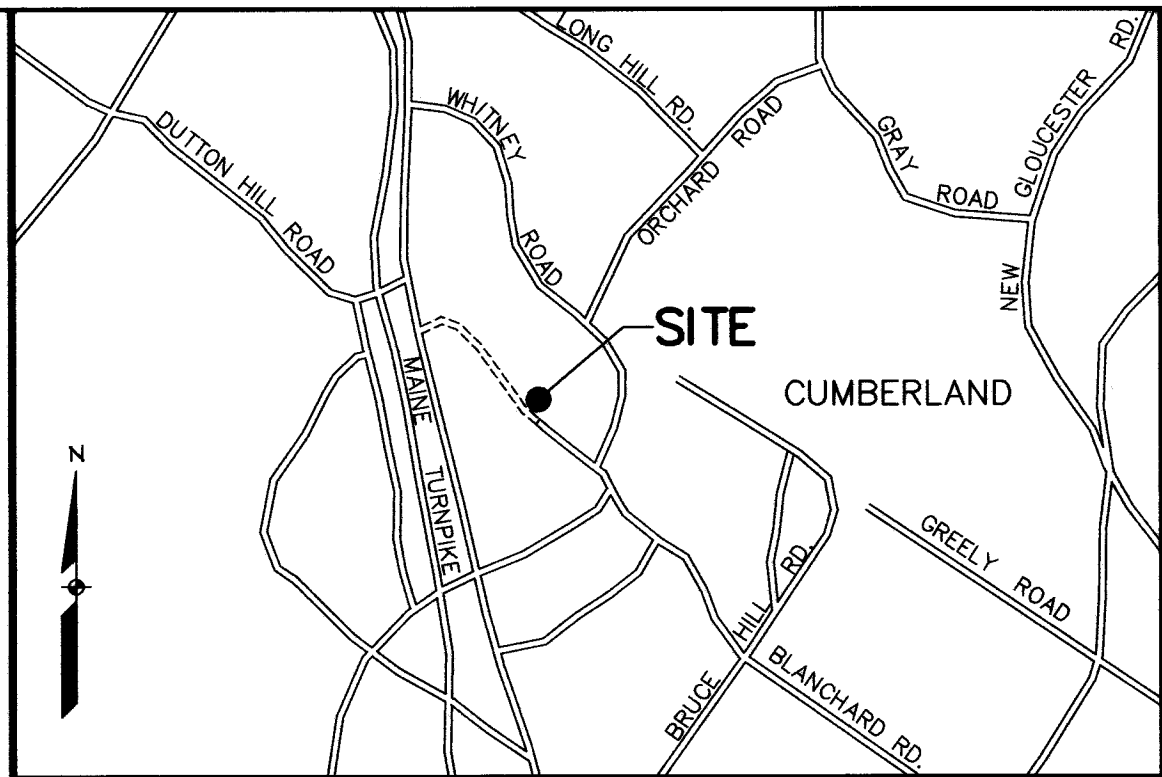 LONG HILL RD.
GLOUCESTER RD.
WHITNEY
ROAD
DUTTON HILL ROAD
ORCHARD ROAD
GRAY ROAD
NEW
SITE
CUMBERLAND
MAINE TURNPIKE
N
GREELY ROAD
BRUCE HILL RD.
BLANCHARD RD.